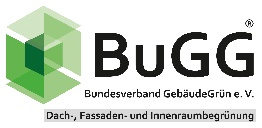 BuGG®
Bundesverband GebäudeGrün e. V.
Dach-, Fassaden- und Innenraumbegrünung